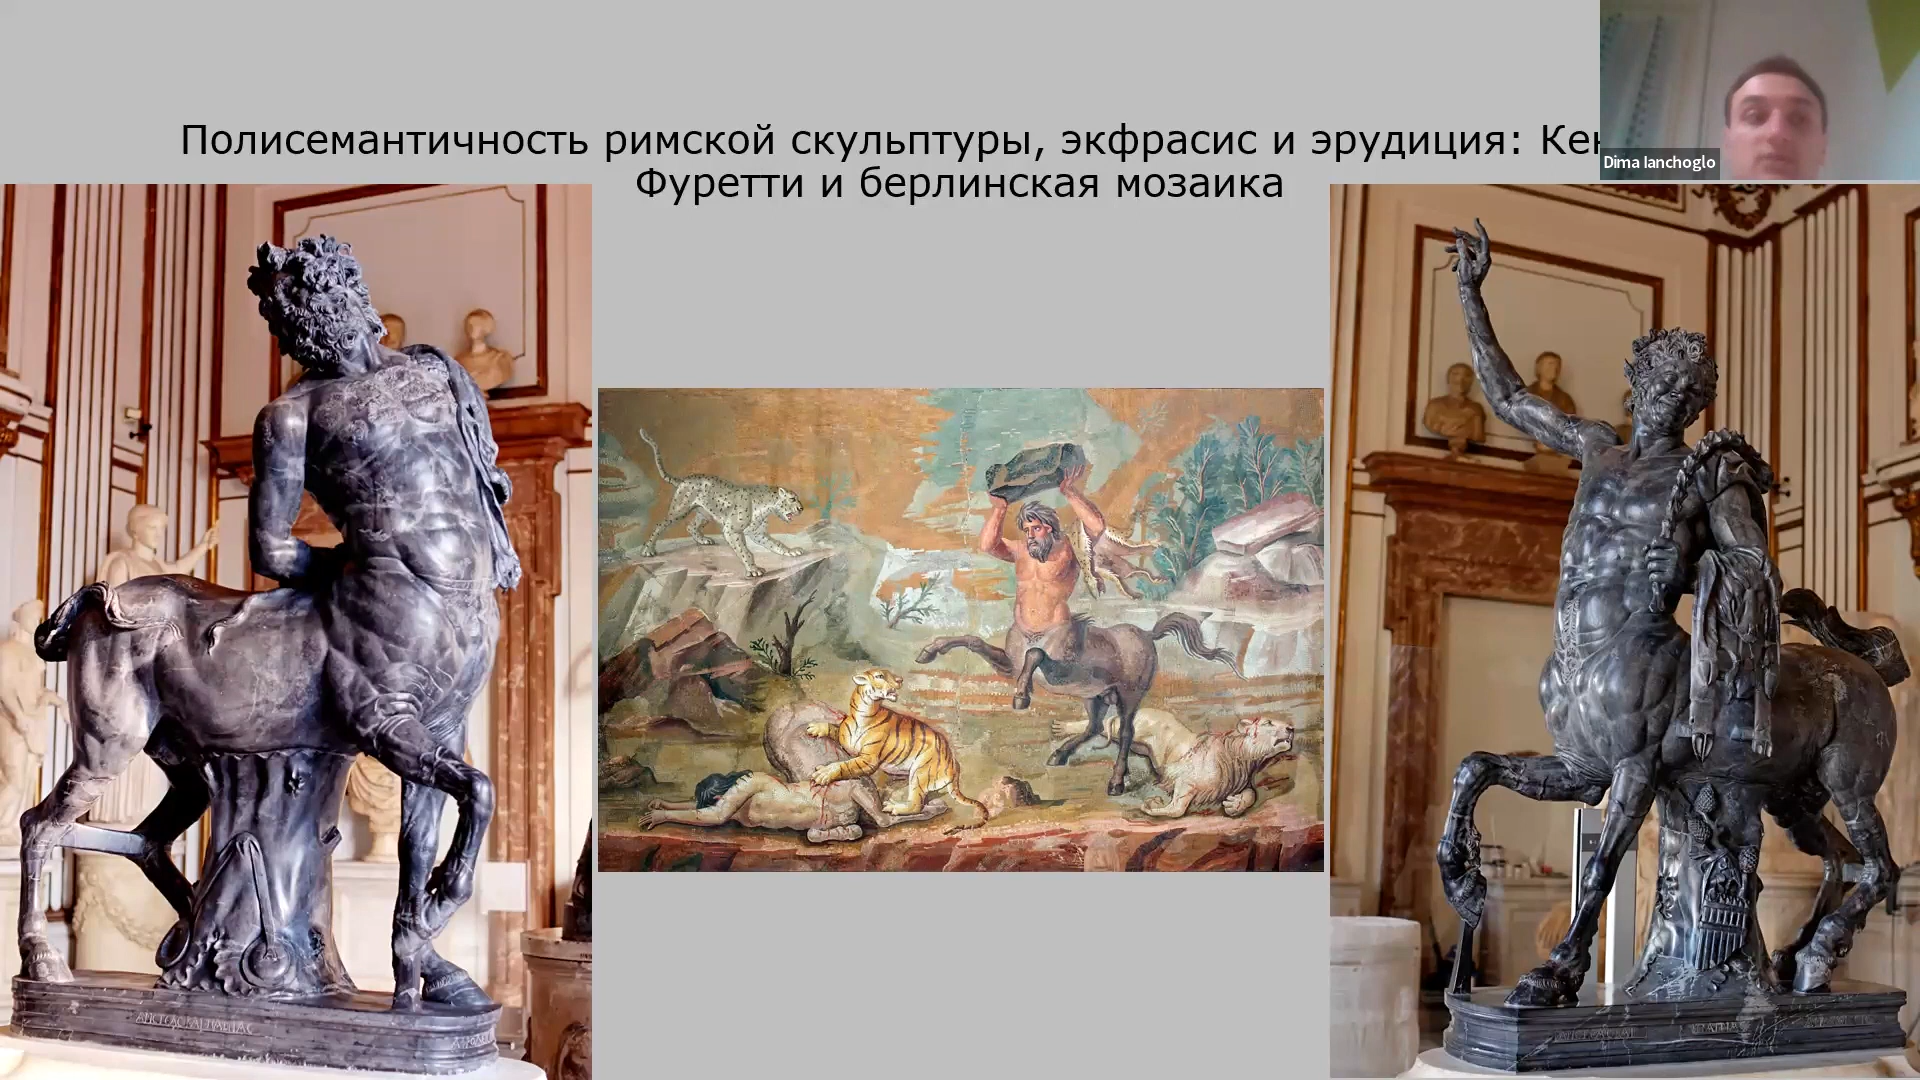 Полисемантичность римской скульптуры, экфрасис и эрудиция: Кен
Фуретти и берлинская мозаика
Dima Ianchoglo